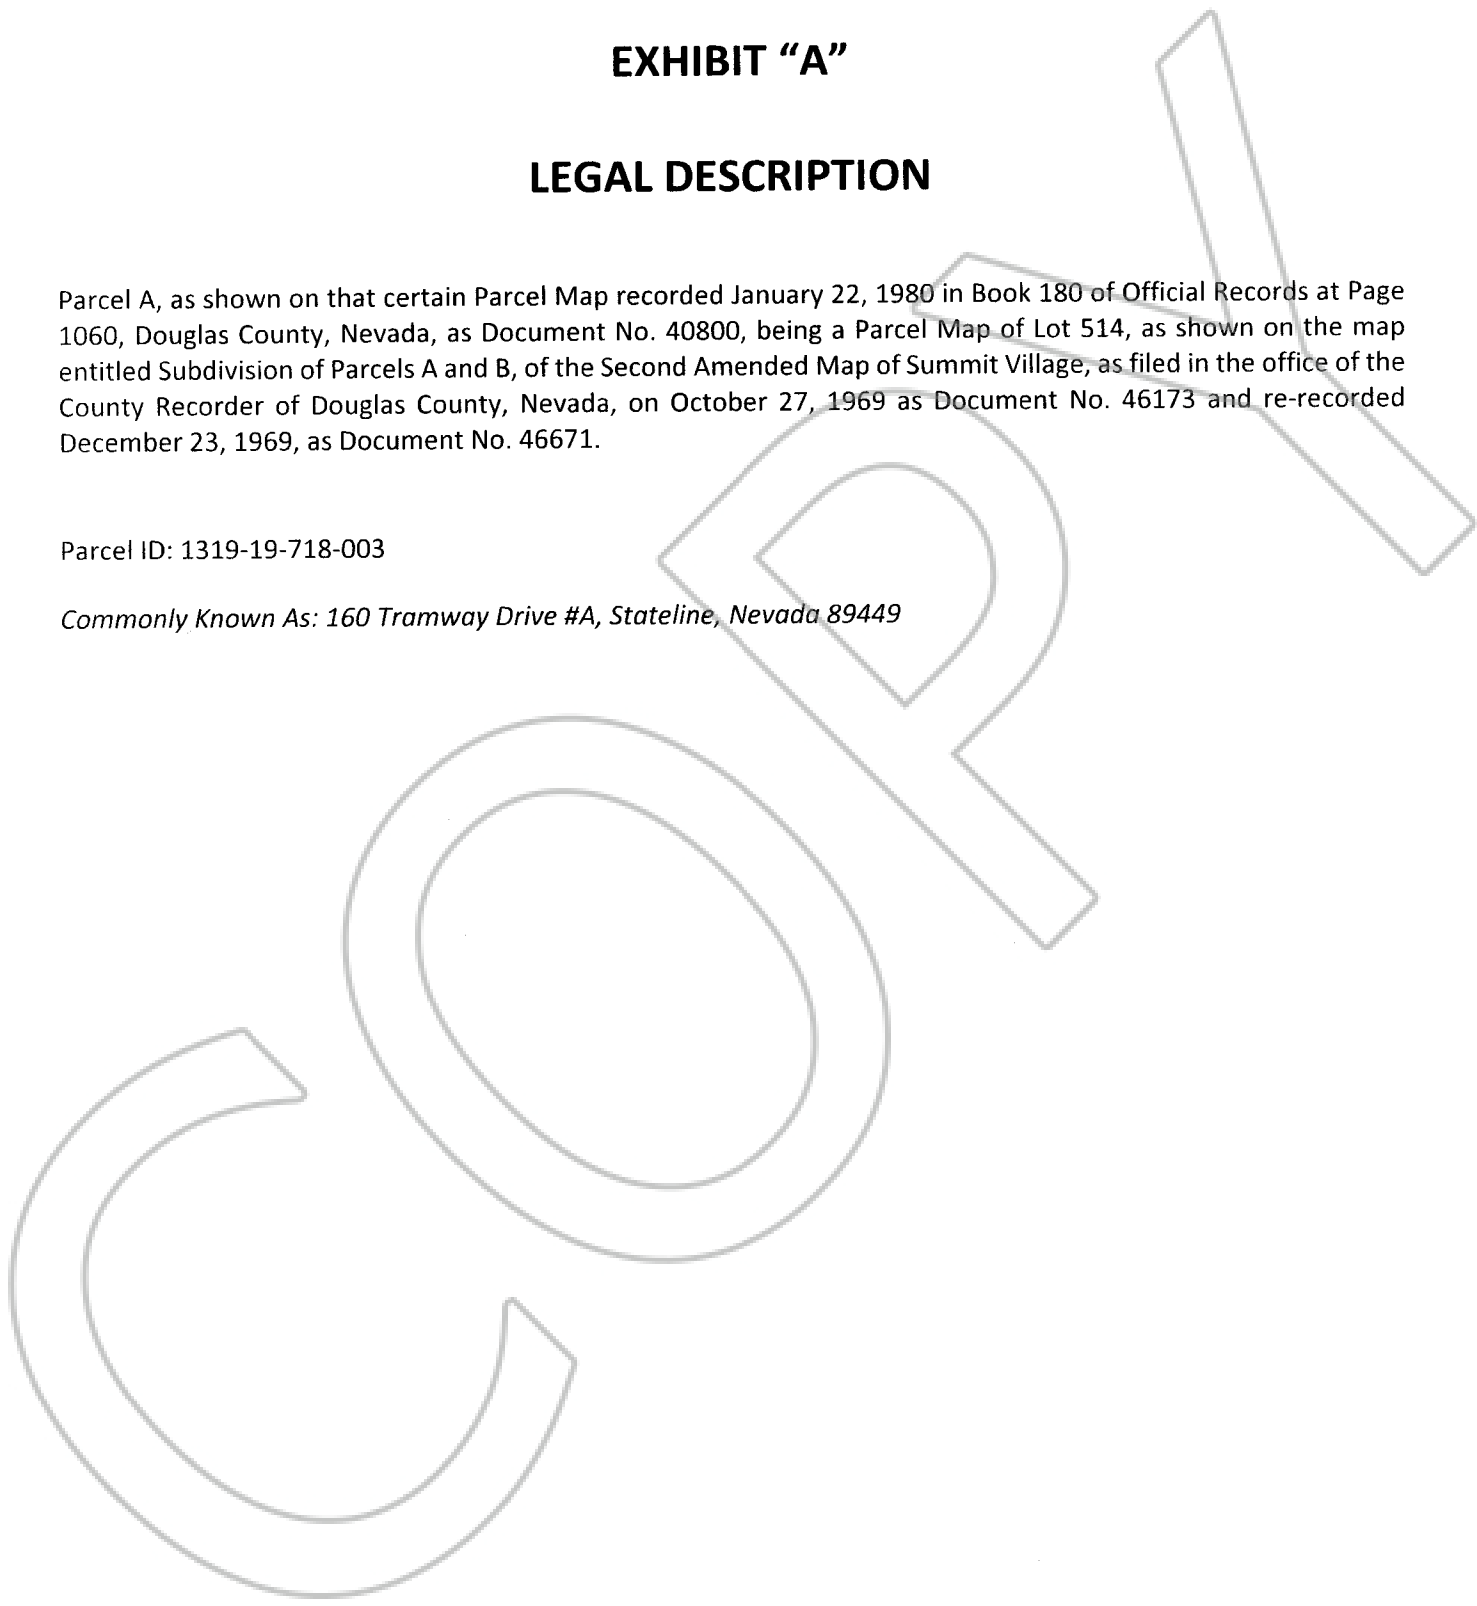 EXHIBIT “A”
LEGAL DESCRIPTION
Parcel A, as shown on that certain Parcel Map recorded January 22, 1980 in Book 180 of Official Records at Page
1060, Douglas County, Nevada, as Document No. 40800, being a Parcel Map of Lot 514, as shown on the map
entitled Subdivision of Parcels A and B, of the Second Amended Map of Summit Village, as filed in the office of the
County Recorder of Douglas County, Nevada, on October 27, 1969 as Document No. 46173 and re-recorded
December 23, 1969, as Document No. 46671.
Parcel ID: 1319-19-718-003
Commonly Known As: 160 Tramway Drive #A, Stateline, Nevada 89449
COPY